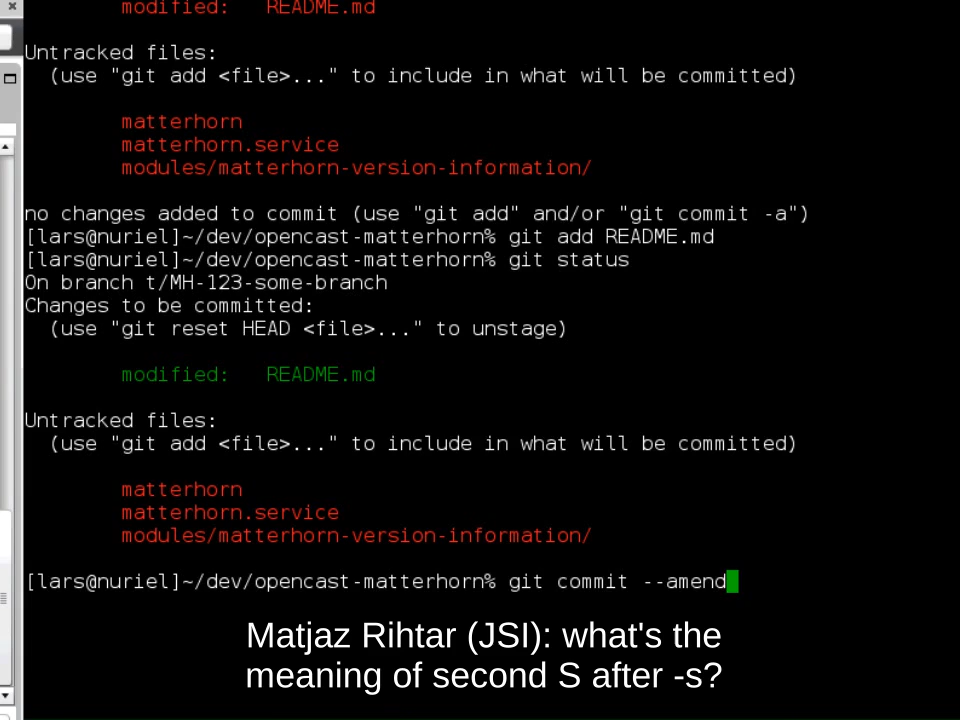 modified:   README.md
Untracked files:
  (use "git add <file>..." to include in what will be committed)
        matterhorn
        matterhorn.service
        modules/matterhorn-version-information/
no changes added to commit (use "git add" and/or "git commit -a")
[lars@nuriel]~/dev/opencast-matterhorn% git add README.md
[lars@nuriel]~/dev/opencast-matterhorn% git status
On branch t/MH-123-some-branch
Changes to be committed:
  (use "git reset HEAD <file>..." to unstage)
        modified:   README.md
Untracked files:
  (use "git add <file>..." to include in what will be committed)
        matterhorn
        matterhorn.service
        modules/matterhorn-version-information/
[lars@nuriel]~/dev/opencast-matterhorn% git commit --amend
Matjaz Rihtar (JSI): what's the
meaning of second S after -s?